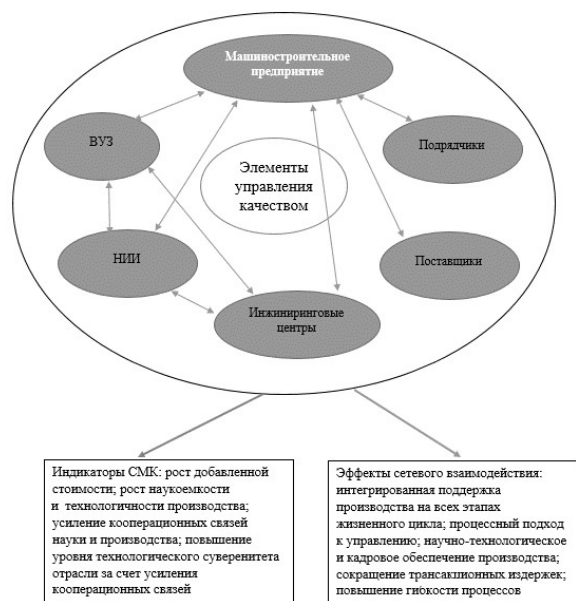 Машиностроительное
предприятие
ВУЗ
Подрядчики
Элементы
управления
качеством
НИИ
Поставщики
Инжиниринговые
центры
Индикаторы СМК: рост добавленной
стоимости; рост наукоемкости
и технологичности производства;
усиление кооперационных связей
науки и производства; повышение
уровня технологического суверенитета
отрасли за счет усиления
кооперационных связей
Эффекты сетевого взаимодействия:
интегрированная поддержка
производства на всех этапах
жизненного цикла; процессный подход
к управлению; научно-технологическое
и кадровое обеспечение производства;
сокращение трансакционных издержек;
повышение гибкости процессов